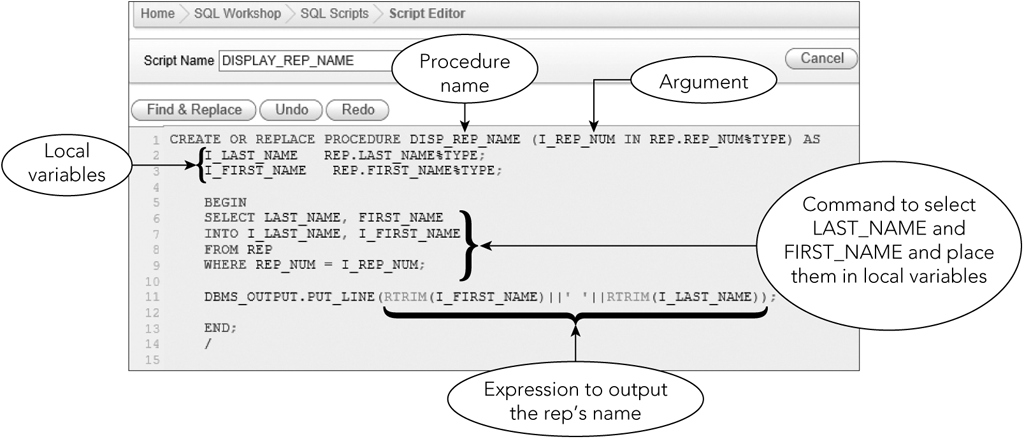 Home SQL Workshop SQL Scripts Script Editor
Script Name DISPLAY_REP_NAME
Cancel
Procedure
name
Argument
Find & Replace Undo Redo
Local
variables
1 CREATE OR REPLACE PROCEDURE DISP_REP_NAME (I_REP_NUM IN REP.REP_NUM%TYPE) AS
2 I_LAST_NAME REP.LAST_NAME%TYPE;
3 I_FIRST_NAME REP.FIRST_NAME%TYPE;
4
5 BEGIN
6 SELECT LAST_NAME, FIRST_NAME
7 INTO I_LAST_NAME, I_FIRST_NAME
8 FROM REP
9 WHERE REP_NUM = I_REP_NUM;
10
11 DBMS_OUTPUT.PUT_LINE(RTRIM(I_FIRST_NAME)||' '||RTRIM(I_LAST_NAME));
12
13 END;
14 /
15
Command to select
LAST_NAME and
FIRST_NAME and place
them in local variables
Expression to output
the rep's name